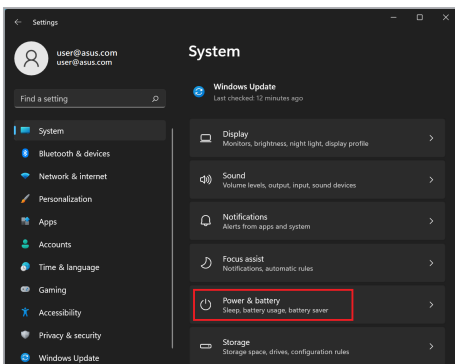 Settings
user@asus.com
user@asus.com
Find a setting
System
Bluetooth & devices
Network & internet
Personalization
Apps
Accounts
Time & language
Gaming
Accessibility
Privacy & security
Windows Update
System
Windows Update
Last checked: 12 minutes ago
Display
Monitors, brightness, night light, display profile
Sound
Volume levels, output, input, sound devices
Notifications
Alerts from apps and system
Focus assist
Notifications, automatic rules
Power & battery
Sleep, battery usage, battery saver
Storage
Storage space, drives, configuration rules